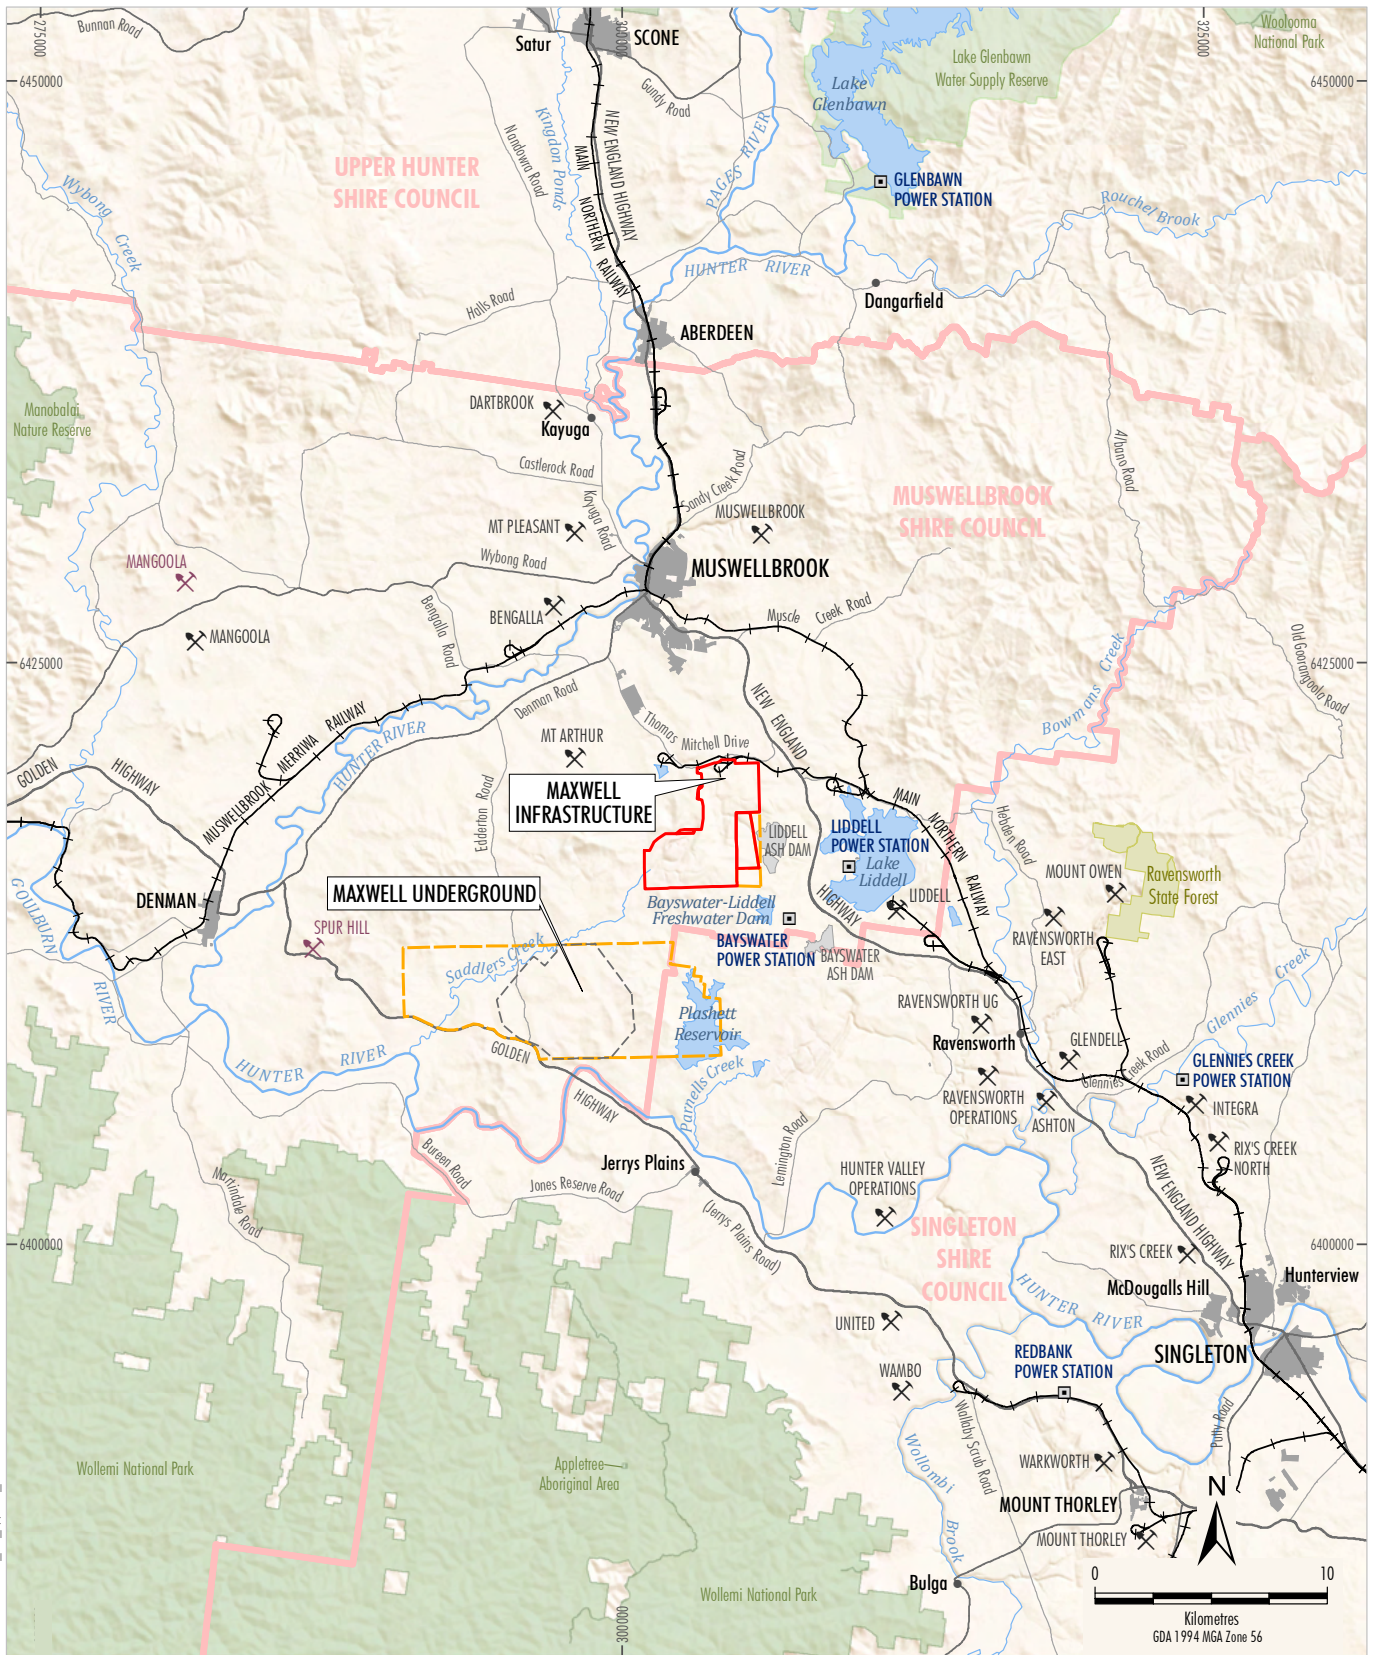 275000
300000
325000
Bunnan Road
Satur
SCONE
Woolooma
National Park
Lake Glenbawn
Water Supply Reserve
6450000
6450000
Lake
Glenbawn
Gundy Road
Kingdon Ponds
Nandowra Road
NEW ENGLAND HIGHWAY
MAIN
NORTHERN
RAILWAY
PAGES RIVER
UPPER HUNTER
SHIRE COUNCIL
GLENBAWN
POWER STATION
Wybong
Creek
Rouchel Brook
HUNTER RIVER
Dangarfield
Halls Road
ABERDEEN
Manobalai
Nature Reserve
DARTBROOK
Kayuga
Castlerock Road
Kayuga Road
Sandy Creek Road
Albano Road
MUSWELLBROOK
SHIRE COUNCIL
MT PLEASANT
MUSWELLBROOK
Wybong Road
MUSWELLBROOK
MANGOOLA
BENGALLA
Bengalla
Road
Muscle
Creek Road
MANGOOLA
Old Goorangoola Road
Bowmans Creek
6425000
6425000
Denman Road
NEW ENGLAND
Thomas
Mitchell Drive
MT ARTHUR
MUSWELLBROOK MERRIWA RAILWAY
HUNTER RIVER
GOLDEN
HIGHWAY
Edderton Road
MAXWELL
INFRASTRUCTURE
MAIN
NORTHERN
RAILWAY
Hebden Road
LIDDELL
ASH DAM
LIDDELL
POWER STATION
Lake
Liddell
LIDDELL
HIGHWAY
MOUNT OWEN
Ravensworth
State Forest
MAXWELL UNDERGROUND
DENMAN
GOULBURN
RIVER
SPUR HILL
Bayswater-Liddell
Freshwater Dam
BAYSWATER
POWER STATION
BAYSWATER
ASH DAM
RAVENSWORTH
EAST
Saddlers Creek
Glennies Creek
RAVENSWORTH UG
Ravensworth
Plashett
Reservoir
GOLDEN
HIGHWAY
HUNTER RIVER
GLENDELL
Glennies Creek Road
GLENNIES CREEK
POWER STATION
RAVENSWORTH
OPERATIONS
ASHTON
INTEGRA
Parnells Creek
Lemington Road
RIX'S CREEK
NORTH
Bureen Road
Martindale Road
Jerrys Plains
Jones Reserve Road
(Jerrys Plains Road)
HUNTER VALLEY
OPERATIONS
NEW ENGLAND HIGHWAY
SINGLETON
SHIRE
COUNCIL
6400000
6400000
RIX'S CREEK
McDougalls Hill
Hunterview
HUNTER RIVER
UNITED
SINGLETON
REDBANK
POWER STATION
WAMBO
Wallaby Scrub Road
Putty Road
Wollombi
Brook
Wollemi National Park
Appletree
Aboriginal Area
WARKWORTH
MOUNT THORLEY
MOUNT THORLEY
N
Bulga
Wollemi National Park
0
10
Kilometres
GDA 1994 MGA Zone 56
300000